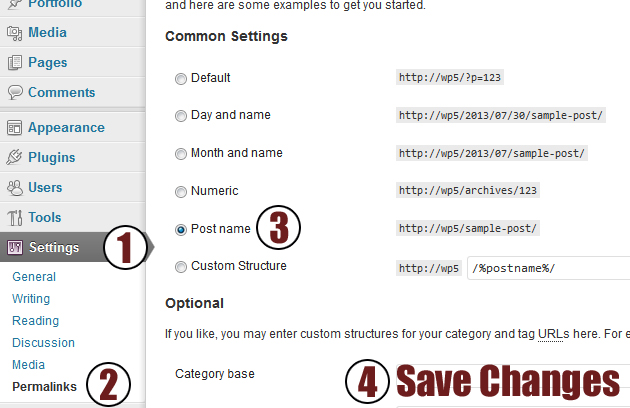 Portfolio
Media
Pages
Comments
Appearance
Plugins
Users
Tools
Settings
1
General
Writing
Reading
Discussion
Media
Permalinks
2
and here are some examples to get you started.
Common Settings
Default http://wp5/?p=123
Day and name http://wp5/2013/07/30/sample-post/
Month and name http://wp5/2013/07/sample-post/
Numeric http://wp5/archives/123
Post name 3 http://wp5/sample-post/
Custom Structure http://wp5 /%postname%/
Optional
If you like, you may enter custom structures for your category and tag URLs here. For e
Category base
4 Save Changes